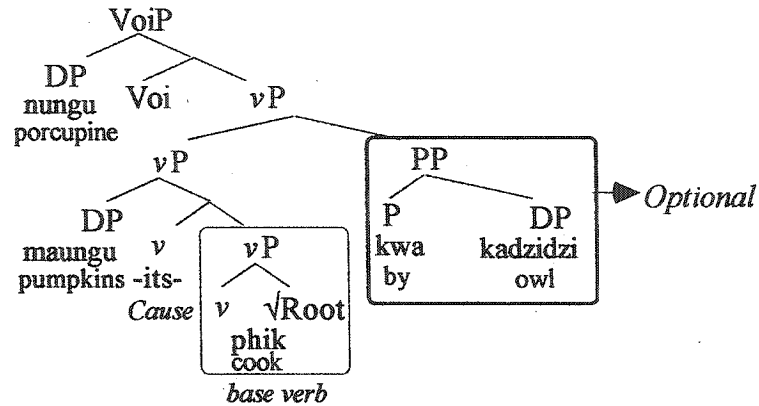 VoiP
DP Voi vP
nungu
porcupine
vP PP
Optional
DP v vP P DP
maungu -its- kwa kadzidzi
pumpkins Cause by owl
v √Root
phik
cook
base verb